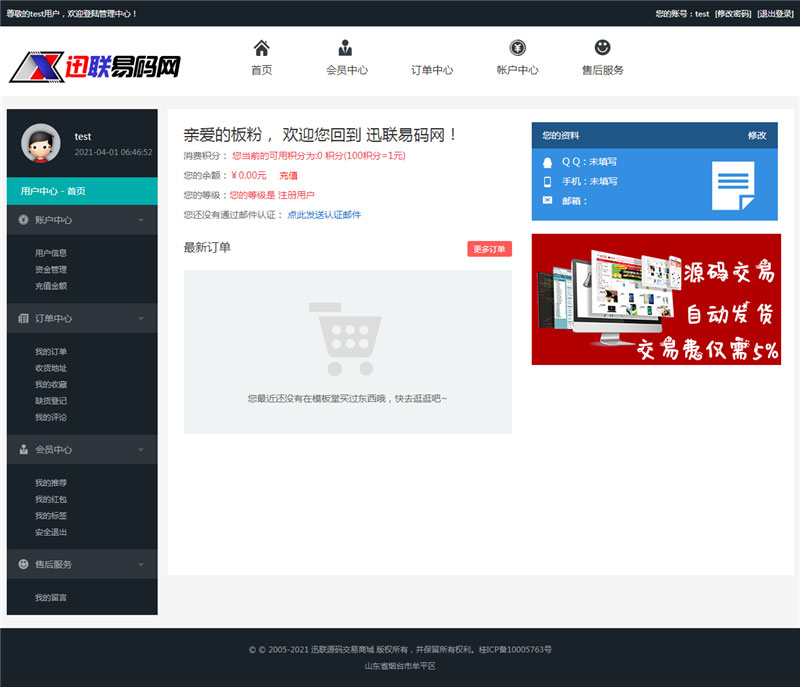 尊敬的test用户，欢迎登陆管理中心！
您的账号：test [修改密码] [退出登录]
迅联易码网
首页 会员中心 订单中心 帐户中心 售后服务
test
2021-04-01 06:46:52
用户中心 - 首页
账户中心
用户信息
资金管理
充值金额
订单中心
我的订单
收货地址
我的收藏
缺货登记
我的评论
会员中心
我的推荐
我的红包
我的标签
安全退出
售后服务
我的留言
亲爱的板粉， 欢迎您回到 迅联易码网！
消费积分： 您当前的可用积分为:0 积分(100积分=1元)
您的余额：￥0.00元 充值
您的等级：您的等级是 注册用户
您还没有通过邮件认证： 点此发送认证邮件
最新订单 更多订单
您最近还没有在模板堂买过东西哦，快去逛逛吧~
您的资料 修改
Q Q：未填写
手机：未填写
邮箱：
源码交易
自动发货
交易费仅需5%
© © 2005-2021 迅联源码交易商城 版权所有，并保留所有权利。桂ICP备10005763号
山东省烟台市牟平区